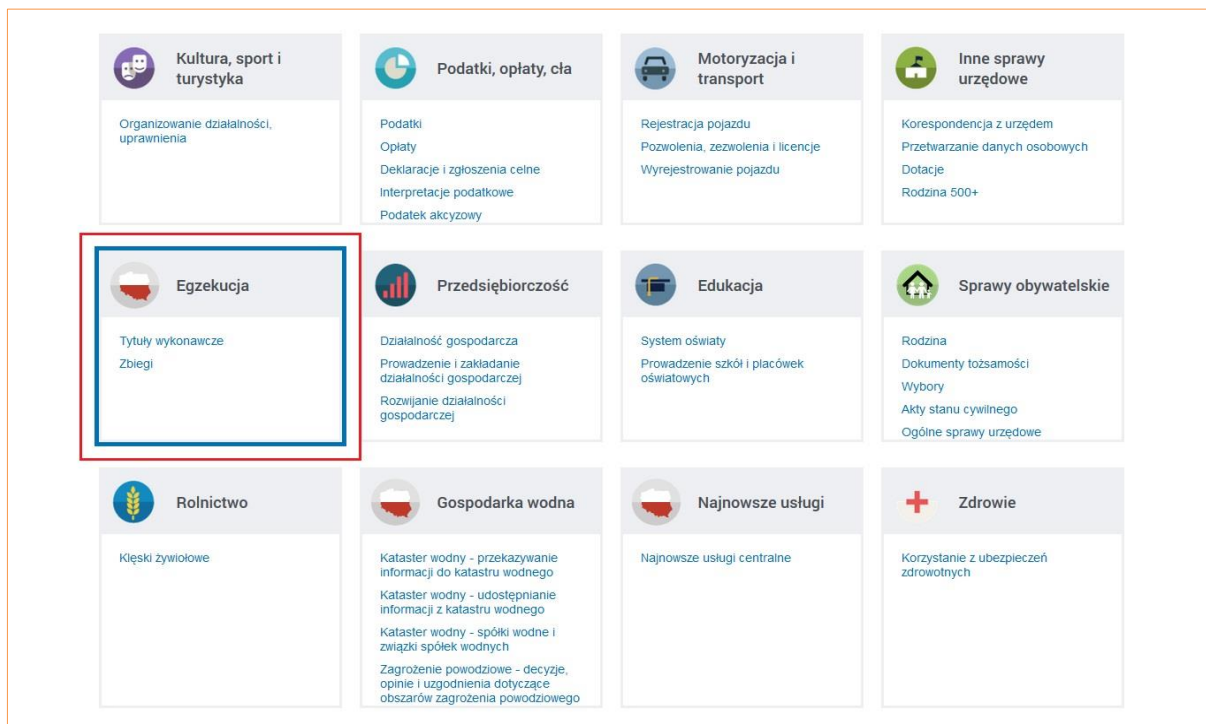 Kultura, sport i
turystyka
Organizowanie działalności,
uprawnienia
Podatki, opłaty, cła
Podatki
Opłaty
Deklaracje i zgłoszenia celne
Interpretacje podatkowe
Podatek akcyzowy
Motoryzacja i
transport
Rejestracja pojazdu
Pozwolenia, zezwolenia i licencje
Wyrejestrowanie pojazdu
Inne sprawy
urzędowe
Korespondencja z urzędem
Przetwarzanie danych osobowych
Dotacje
Rodzina 500+
Egzekucja
Tytuły wykonawcze
Zbiegi
Przedsiębiorczość
Działalność gospodarcza
Prowadzenie i zakładanie
działalności gospodarczej
Rozwijanie działalności
gospodarczej
Edukacja
System oświaty
Prowadzenie szkół i placówek
oświatowych
Sprawy obywatelskie
Rodzina
Dokumenty tożsamości
Wybory
Akty stanu cywilnego
Ogólne sprawy urzędowe
Rolnictwo
Klęski żywiołowe
Gospodarka wodna
Kataster wodny - przekazywanie
informacji do katastru wodnego
Kataster wodny - udostępnianie
informacji z katastru wodnego
Kataster wodny - spółki wodne i
związki spółek wodnych
Zagrożenie powodziowe - decyzje,
opinie i uzgodnienia dotyczące
obszarów zagrożenia powodziowego
Najnowsze usługi
Najnowsze usługi centralne
Zdrowie
Korzystanie z ubezpieczeń
zdrowotnych